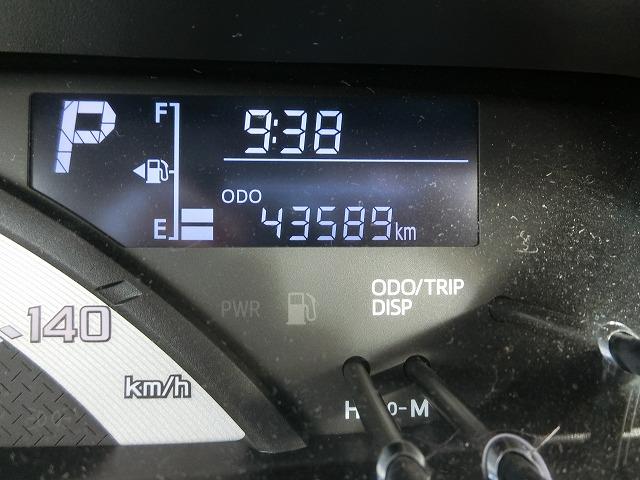 P
F
9:38
ODO
E
43589km
PWR
ODO/TRIP
DISP
140
km/h
-M